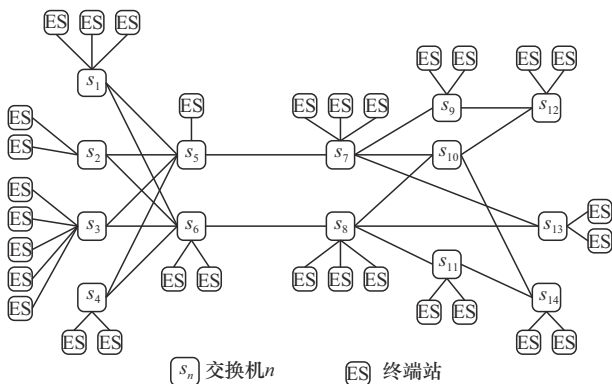 ES ES ES
s1
ES
ES
s2
ES
ES
ES
ES
ES
s3
s4
ES ES
ES
s5
s6
ES ES
ES ES ES
s7
s8
ES ES ES
ES ES
s9
s10
s11
ES ES
ES ES
s12
s13
ES
ES
s14
ES ES
sn 交换机n ES 终端站